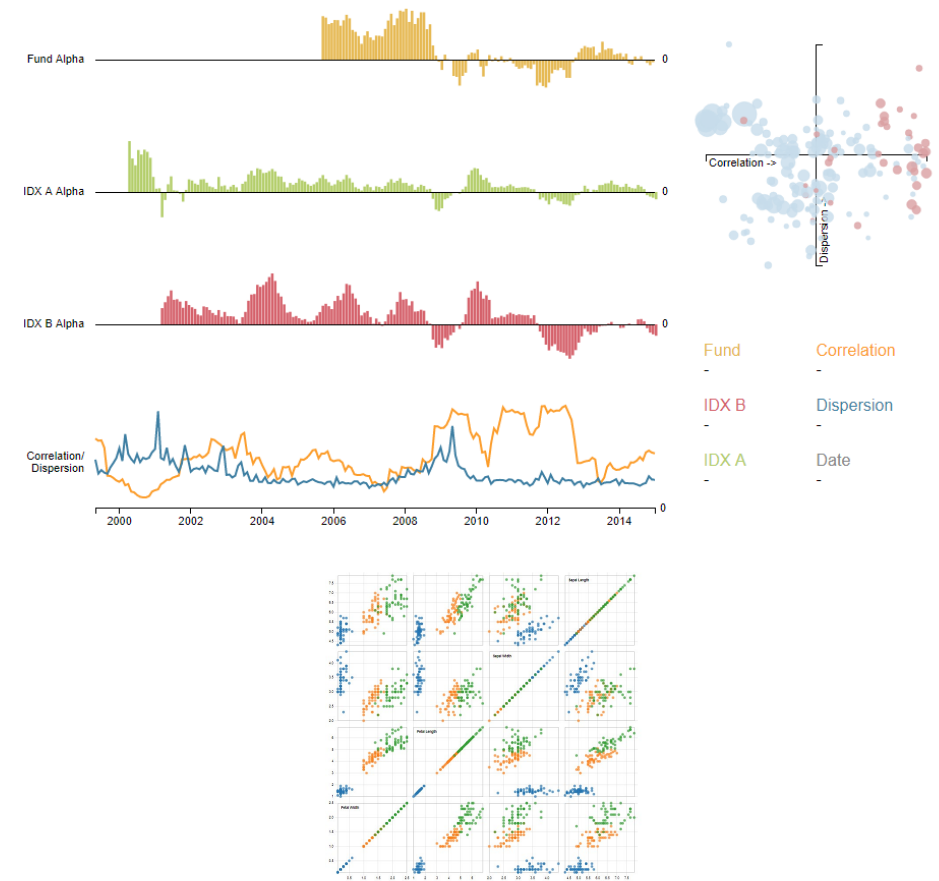 Fund Alpha
0
IDX A Alpha
0
IDX B Alpha
0
Correlation/
Dispersion
0
2000 2002 2004 2006 2008 2010 2012 2014
Correlation ->
Dispersion ->
Fund Correlation
- -
IDX B Dispersion
- -
IDX A Date
- -
Sepal Length
Sepal Width
Petal Length
Petal Width